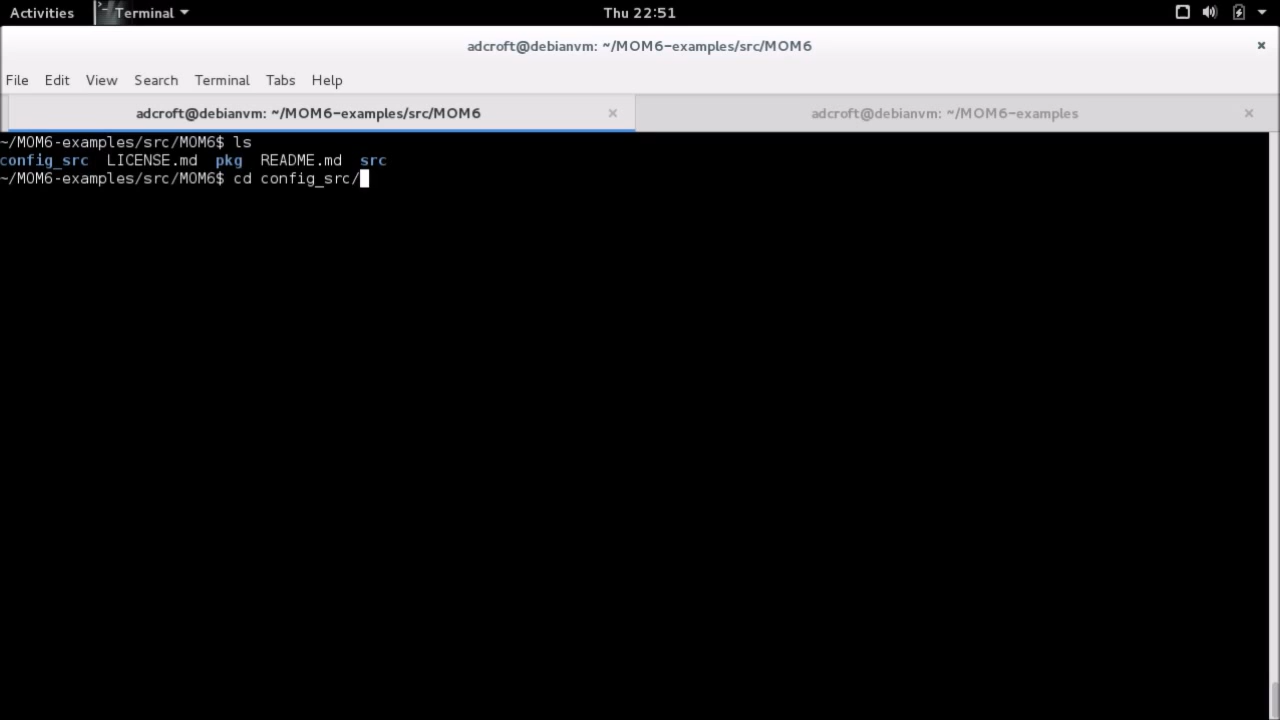 Activities Terminal Thu 22:51
adcroft@debianvm: ~/MOM6-examples/src/MOM6 ×
File Edit View Search Terminal Tabs Help
adcroft@debianvm: ~/MOM6-examples/src/MOM6 × adcroft@debianvm: ~/MOM6-examples ×
~/MOM6-examples/src/MOM6$ ls
config_src LICENSE.md pkg README.md src
~/MOM6-examples/src/MOM6$ cd config_src/